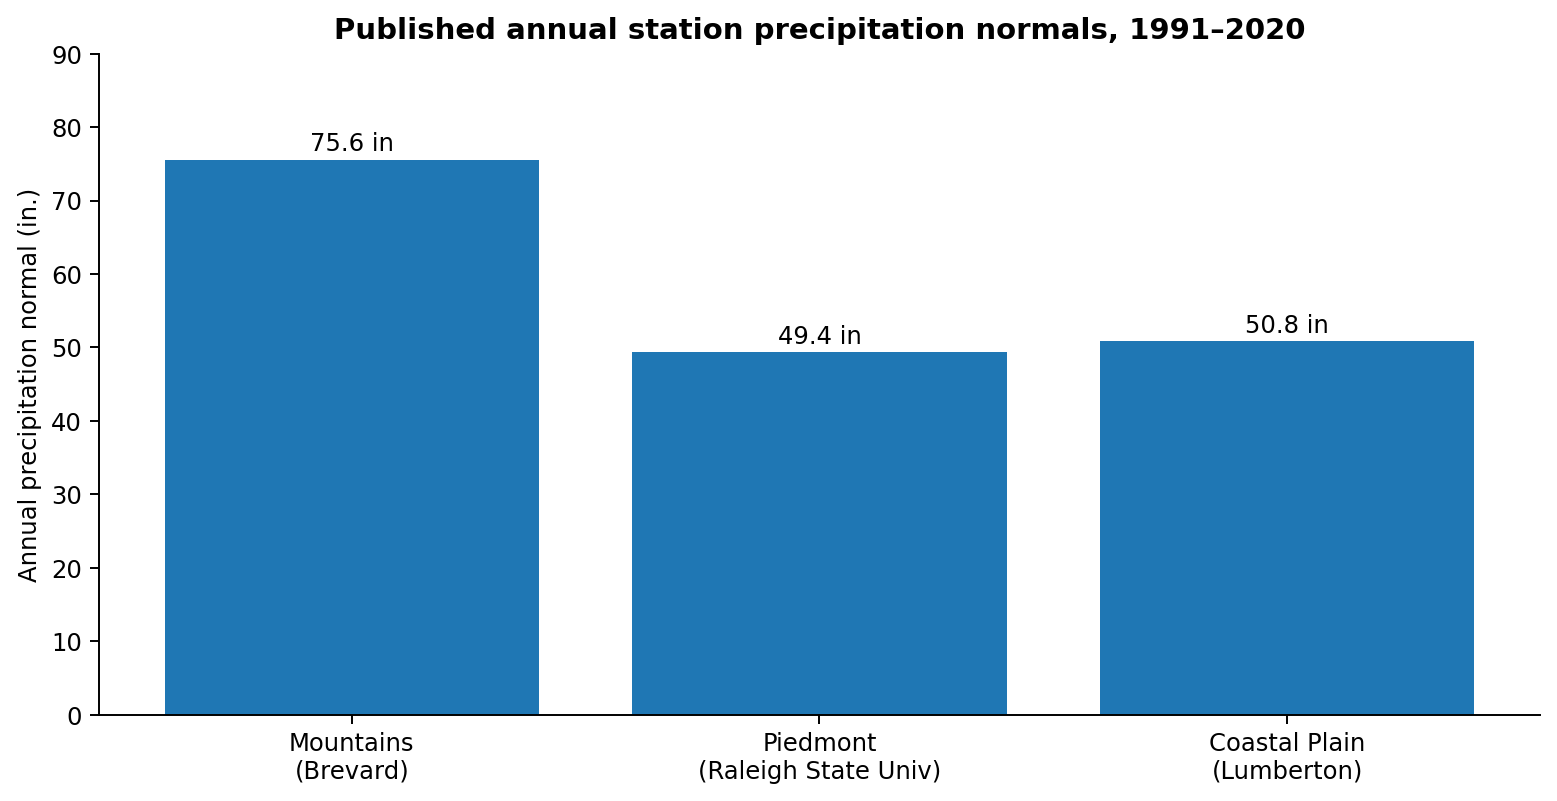 Published annual station precipitation normals, 1991–2020
Annual precipitation normal (in.)
90
80
70
60
50
40
30
20
10
0
75.6 in
49.4 in
50.8 in
Mountains
(Brevard)
Piedmont
(Raleigh State Univ)
Coastal Plain
(Lumberton)